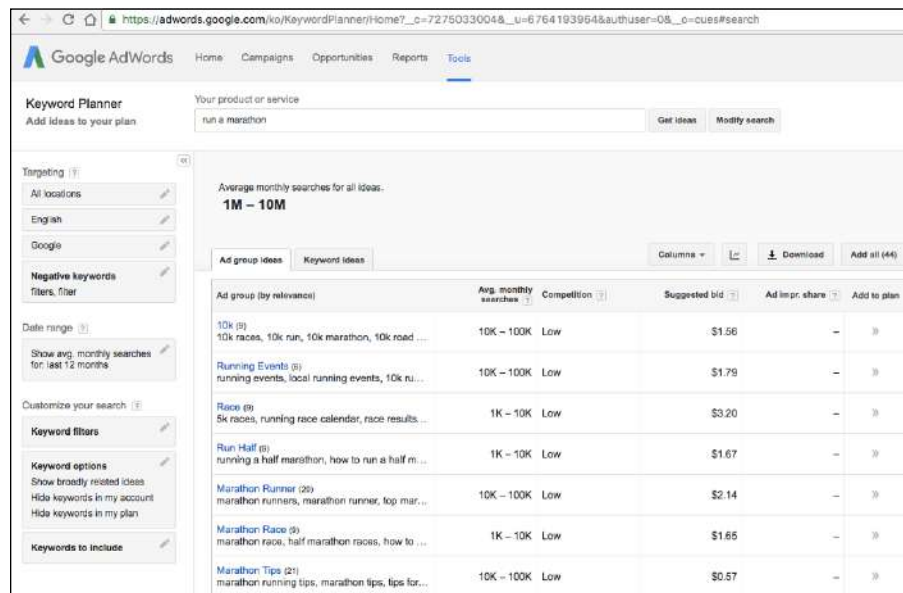 https://adwords.google.com/ko/KeywordPlanner/Home?_c=7275033004&_u=6764193964&authuser=0&_o=cues#search
Google AdWords Home Campaigns Opportunities Reports Tools
Keyword Planner
Add ideas to your plan
Your product or service
run a marathon
Get ideas Modify search
Targeting ?
All locations
English
Google
Negative keywords
filters, filter
Date range ?
Show avg. monthly searches
for: last 12 months
Customize your search ?
Keyword filters
Keyword options
Show broadly related ideas
Hide keywords in my account
Hide keywords in my plan
Keywords to include
Average monthly searches for all ideas.
1M – 10M
Ad group ideas Keyword ideas
Columns Download Add all (44)
Ad group (by relevance) Avg. monthly searches ? Competition ? Suggested bid ? Ad impr. share ? Add to plan
10k (9) 10K – 100K Low $1.56 –
10k races, 10k run, 10k marathon, 10k road ...
Running Events (6) 10K – 100K Low $1.79 –
running events, local running events, 10k ru...
Race (9) 1K – 10K Low $3.20 –
5k races, running race calendar, race results...
Run Half (9) 1K – 10K Low $1.67 –
running a half marathon, how to run a half m...
Marathon Runner (20) 10K – 100K Low $2.14 –
marathon runners, marathon runner, top mar...
Marathon Race (9) 1K – 10K Low $1.65 –
marathon race, half marathon races, how to ...
Marathon Tips (21) 10K – 100K Low $0.57 –
marathon running tips, marathon tips, tips for...